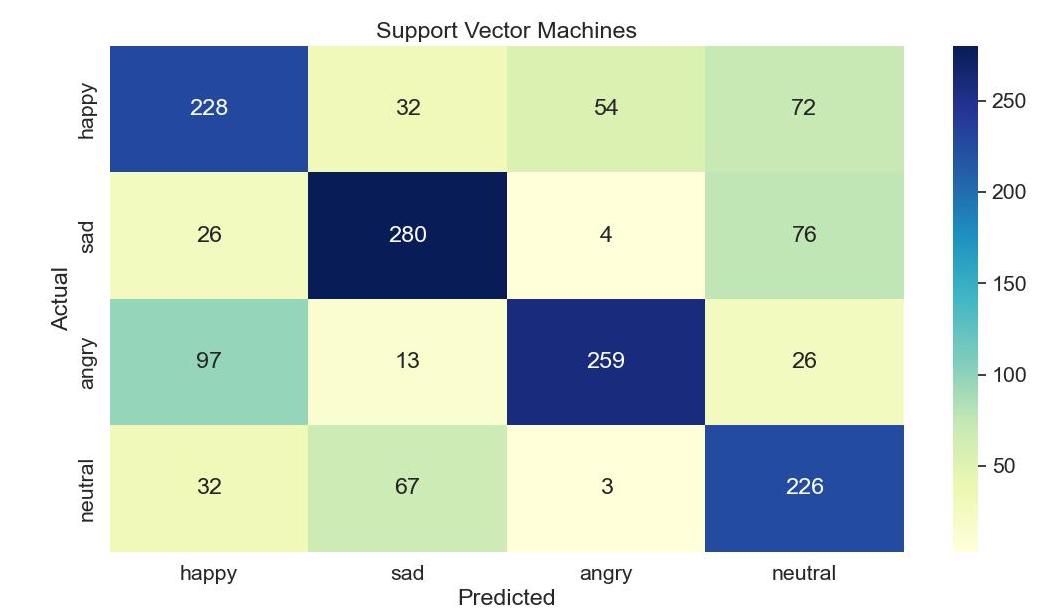 Support Vector Machines
happy 228 32 54 72
sad 26 280 4 76
angry 97 13 259 26
neutral 32 67 3 226
happy sad angry neutral
Actual
Predicted
250
200
150
100
50